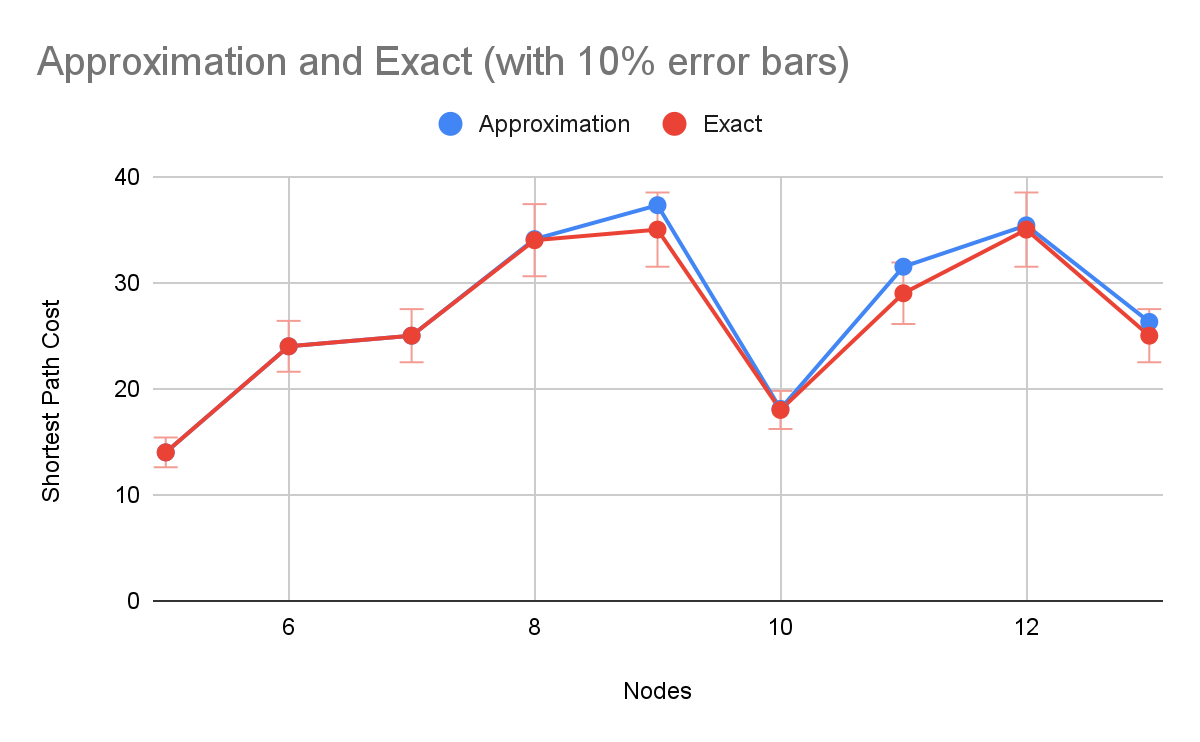 Approximation and Exact (with 10% error bars)
Approximation Exact
40
30
20
10
0
Shortest Path Cost
6 8 10 12
Nodes